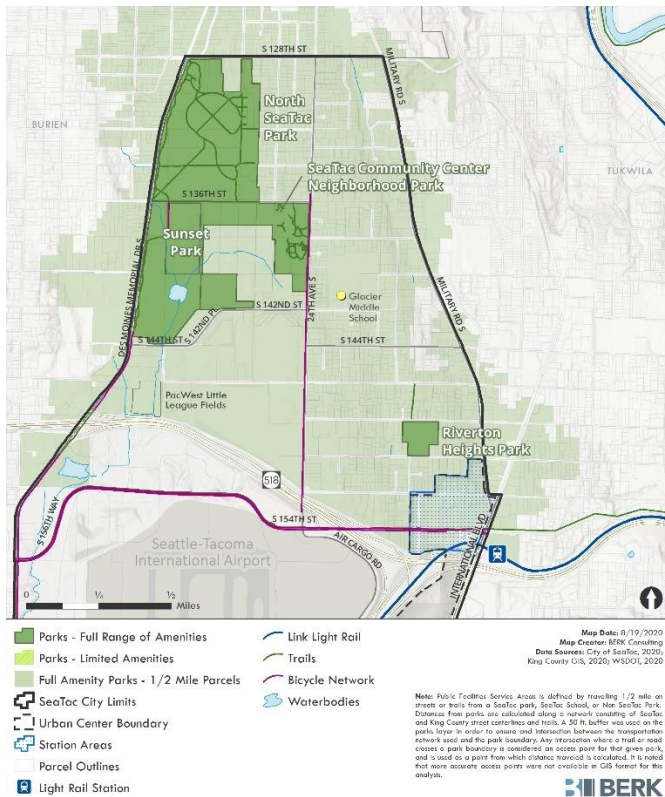 S 128TH ST
MILITARY RD S
BURIEN
North
SeaTac
Park
TUKWILA
SeaTac Community Center
Neighborhood Park
S 136TH ST
Sunset
Park
DES MOINES MEMORIAL DR S
24TH AVE S
Glacier
Middle
School
MILITARY RD S
S 142ND ST
S 142ND PL
S 144TH ST
S 144TH ST
PacWest Little
League Fields
Riverton
Heights Park
518
S 156TH WAY
S 154TH ST
INTERNATIONAL BLVD
AIR CARGO RD
Seattle-Tacoma
International Airport
0 ¼ ½
Miles
Parks - Full Range of Amenities
Parks - Limited Amenities
Full Amenity Parks - 1/2 Mile Parcels
SeaTac City Limits
Urban Center Boundary
Station Areas
Parcel Outlines
Light Rail Station
Link Light Rail
Trails
Bicycle Network
Waterbodies
Map Date: 8/19/2020
Map Creator: BERK Consulting
Data Sources: City of SeaTac, 2020;
King County GIS, 2020; WSDOT, 2020
Note: Public Facilities Service Areas is defined by travelling 1/2 mile on
streets or trails from a SeaTac park, SeaTac School, or Non SeaTac Park.
Distances from parks are calculated along a network consisting of SeaTac
and King County street centerlines and trails. A 50 ft. buffer was used on the
parks layer in order to ensure and intersection between the transportation
network used and the park boundary. Any intersection where a trail or road
crosses a park boundary is considered an access point for that given park,
and is used as a point from which distance traveled is calculated. It is noted
that more accurate access points were not available in GIS format for this
analysis.
BERK